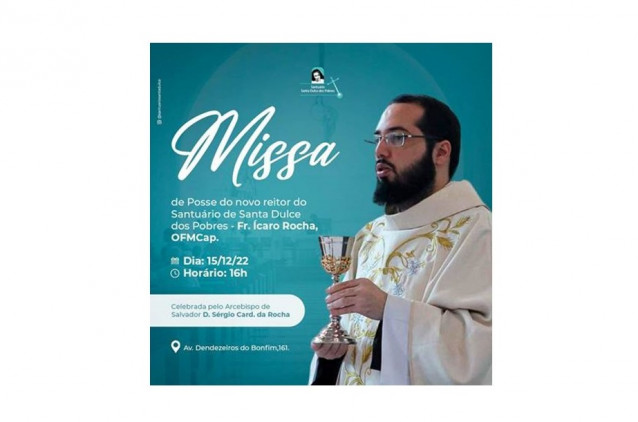 Santuário
Santa Dulce dos Pobres
Missa
de Posse do novo reitor do
Santuário de Santa Dulce
dos Pobres - Fr. Ícaro Rocha,
OFMCap.
Dia: 15/12/22
Horário: 16h
Celebrada pelo Arcebispo de
Salvador D. Sérgio Card. da Rocha
Av. Dendezeiros do Bonfim,161.